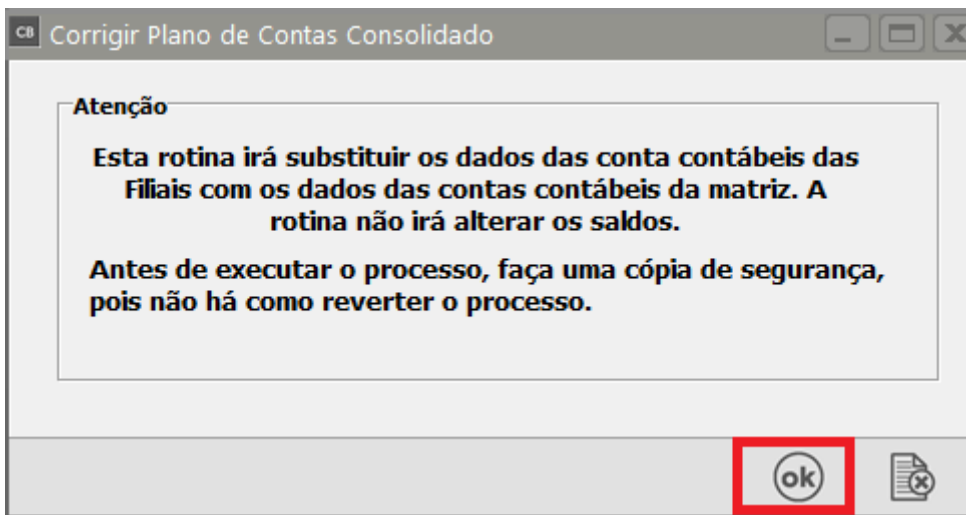 CB Corrigir Plano de Contas Consolidado
Atenção
Esta rotina irá substituir os dados das conta contábeis das
Filiais com os dados das contas contábeis da matriz. A
rotina não irá alterar os saldos.
Antes de executar o processo, faça uma cópia de segurança,
pois não há como reverter o processo.
ok